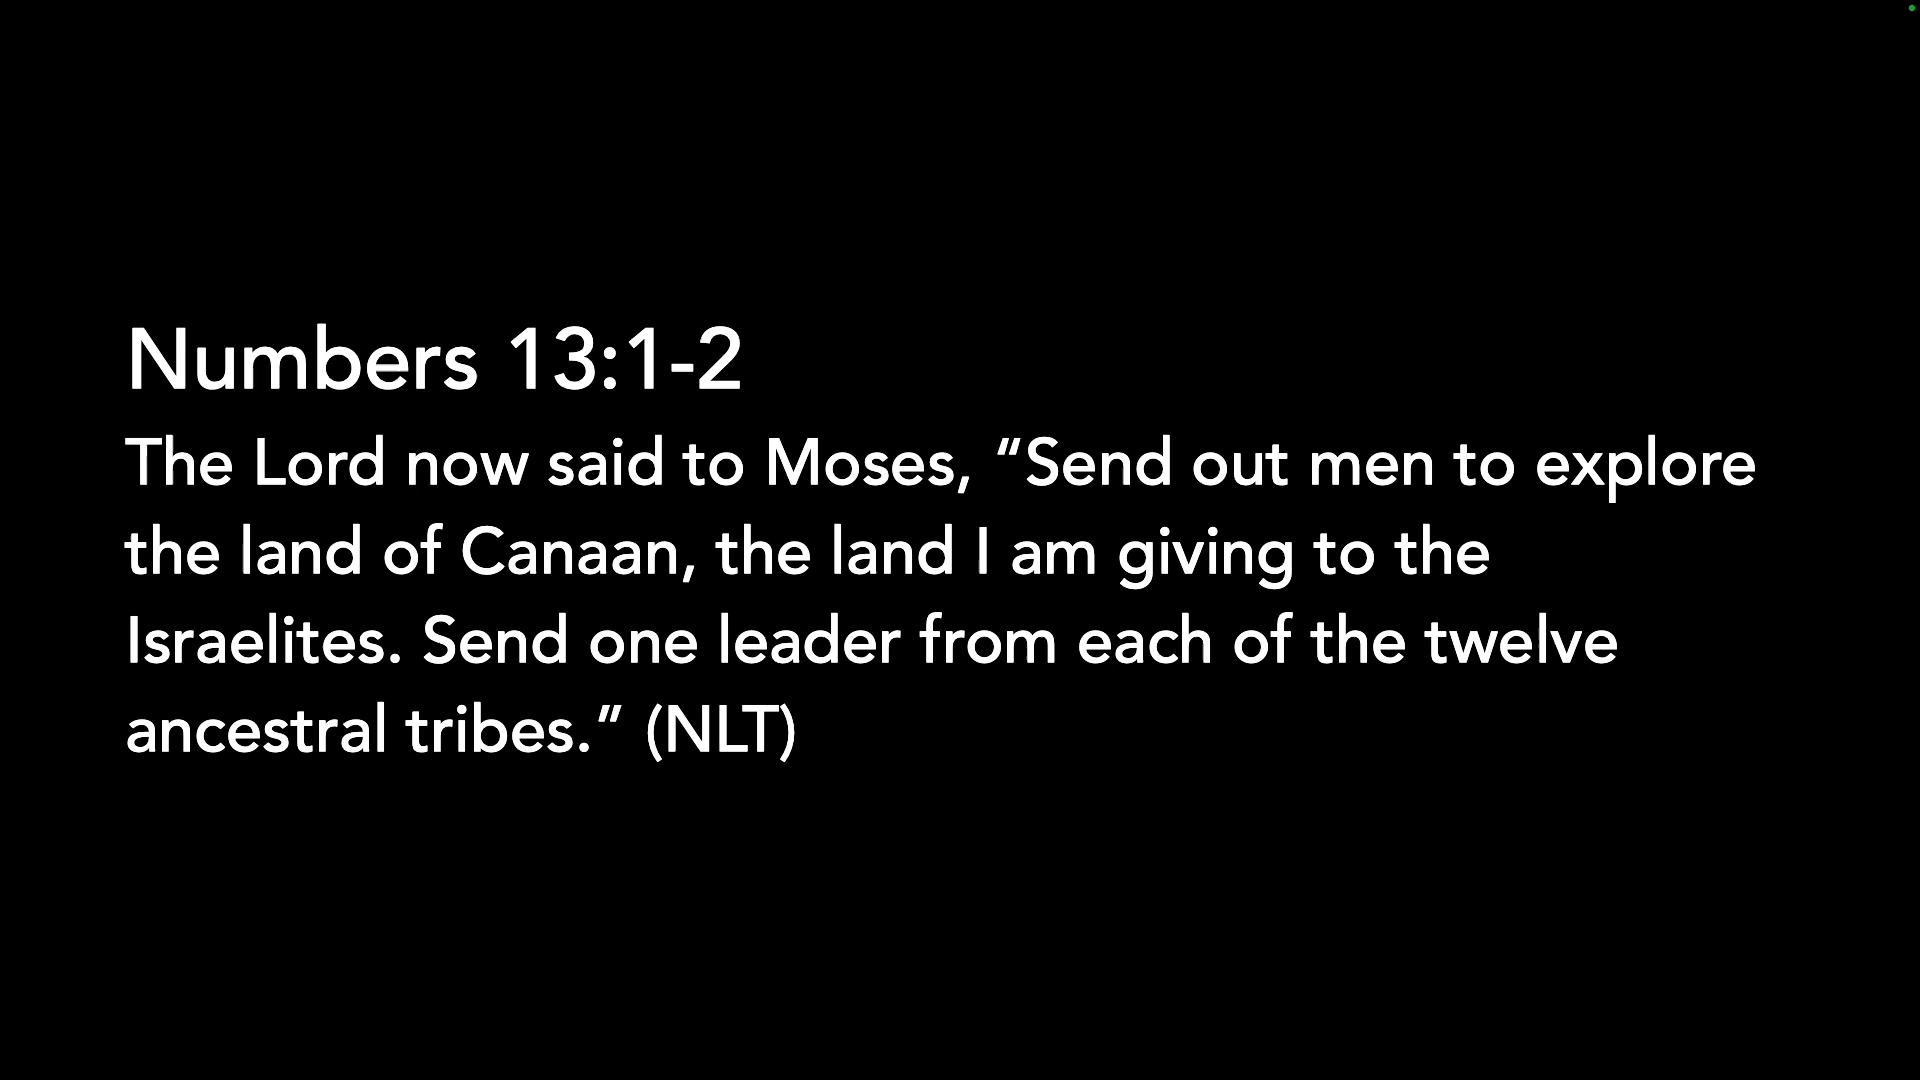 Numbers 13:1-2
The Lord now said to Moses, “Send out men to explore
the land of Canaan, the land I am giving to the
Israelites. Send one leader from each of the twelve
ancestral tribes.” (NLT)